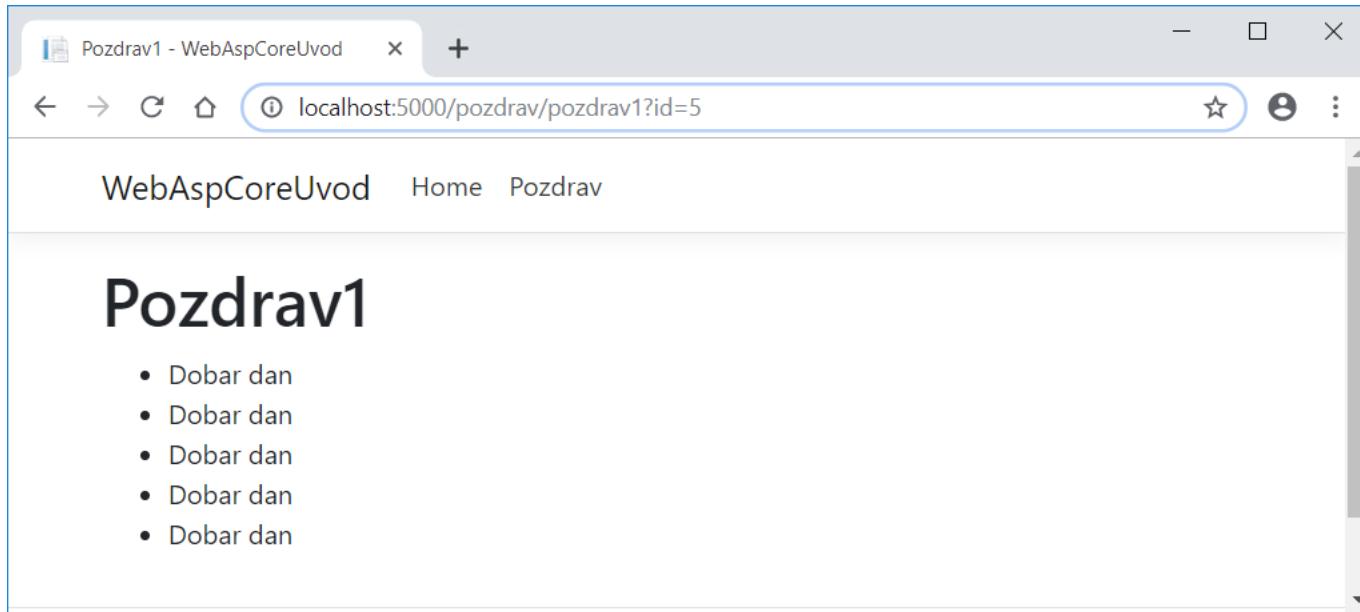 Pozdrav1 - WebAspCoreUvod
localhost:5000/pozdrav/pozdrav1?id=5
WebAspCoreUvod Home Pozdrav
Pozdrav1
Dobar dan
Dobar dan
Dobar dan
Dobar dan
Dobar dan